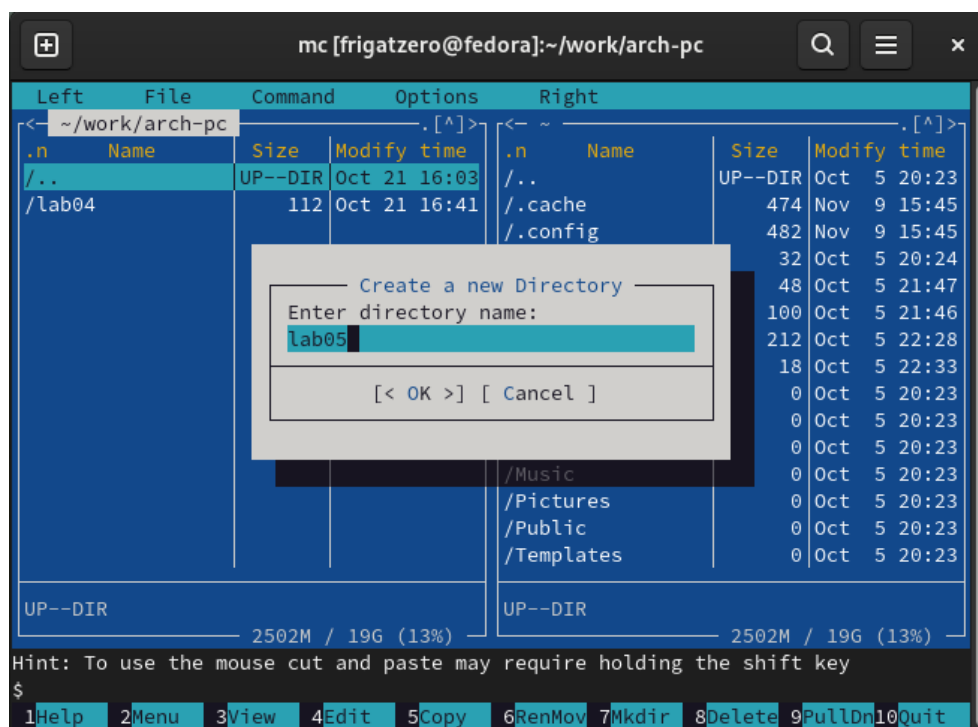 mc [frigatzero@fedora]:~/work/arch-pc
Left File Command Options Right
<- ~/work/arch-pc .[^]> <- ~ .[^]>
.n Name Size Modify time .n Name Size Modify time
/.. UP--DIR Oct 21 16:03 /.. UP--DIR Oct 5 20:23
/lab04 112 Oct 21 16:41 /.cache 474 Nov 9 15:45
/.config 482 Nov 9 15:45
32 Oct 5 20:24
Create a new Directory 48 Oct 5 21:47
Enter directory name: 100 Oct 5 21:46
lab05 212 Oct 5 22:28
18 Oct 5 22:33
[< OK >] [ Cancel ] 0 Oct 5 20:23
0 Oct 5 20:23
0 Oct 5 20:23
/Music 0 Oct 5 20:23
/Pictures 0 Oct 5 20:23
/Public 0 Oct 5 20:23
/Templates 0 Oct 5 20:23
UP--DIR UP--DIR
2502M / 19G (13%) 2502M / 19G (13%)
Hint: To use the mouse cut and paste may require holding the shift key
$
1Help 2Menu 3View 4Edit 5Copy 6RenMov 7Mkdir 8Delete 9PullDn 10Quit